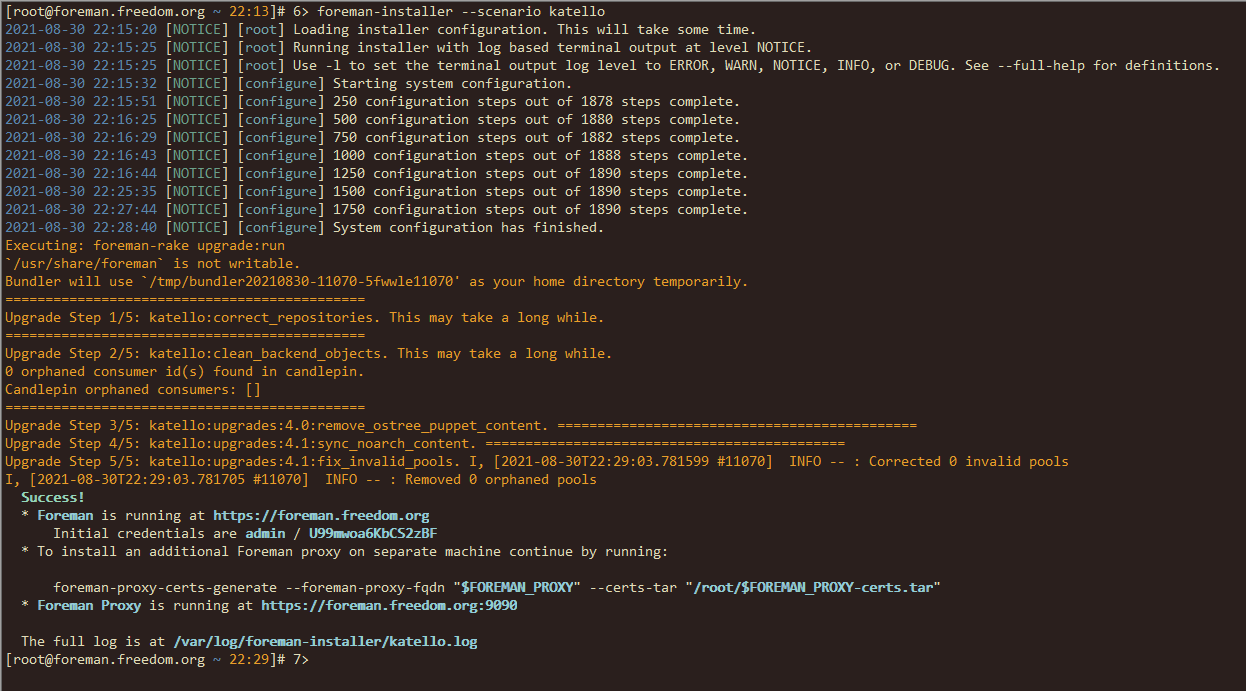 [root@foreman.freedom.org ~ 22:13]# 6> foreman-installer --scenario katello
2021-08-30 22:15:20 [NOTICE] [root] Loading installer configuration. This will take some time.
2021-08-30 22:15:25 [NOTICE] [root] Running installer with log based terminal output at level NOTICE.
2021-08-30 22:15:25 [NOTICE] [root] Use -l to set the terminal output log level to ERROR, WARN, NOTICE, INFO, or DEBUG. See --full-help for definitions.
2021-08-30 22:15:32 [NOTICE] [configure] Starting system configuration.
2021-08-30 22:15:51 [NOTICE] [configure] 250 configuration steps out of 1878 steps complete.
2021-08-30 22:16:25 [NOTICE] [configure] 500 configuration steps out of 1880 steps complete.
2021-08-30 22:16:29 [NOTICE] [configure] 750 configuration steps out of 1882 steps complete.
2021-08-30 22:16:43 [NOTICE] [configure] 1000 configuration steps out of 1888 steps complete.
2021-08-30 22:16:44 [NOTICE] [configure] 1250 configuration steps out of 1890 steps complete.
2021-08-30 22:25:35 [NOTICE] [configure] 1500 configuration steps out of 1890 steps complete.
2021-08-30 22:27:44 [NOTICE] [configure] 1750 configuration steps out of 1890 steps complete.
2021-08-30 22:28:40 [NOTICE] [configure] System configuration has finished.
Executing: foreman-rake upgrade:run
`/usr/share/foreman` is not writable.
Bundler will use `/tmp/bundler20210830-11070-5fwwle11070' as your home directory temporarily.
=============================================
Upgrade Step 1/5: katello:correct_repositories. This may take a long while.
=============================================
Upgrade Step 2/5: katello:clean_backend_objects. This may take a long while.
0 orphaned consumer id(s) found in candlepin.
Candlepin orphaned consumers: []
=============================================
Upgrade Step 3/5: katello:upgrades:4.0:remove_ostree_puppet_content. =============================================
Upgrade Step 4/5: katello:upgrades:4.1:sync_noarch_content. =============================================
Upgrade Step 5/5: katello:upgrades:4.1:fix_invalid_pools. I, [2021-08-30T22:29:03.781599 #11070]  INFO -- : Corrected 0 invalid pools
I, [2021-08-30T22:29:03.781705 #11070]  INFO -- : Removed 0 orphaned pools
  Success!
  * Foreman is running at https://foreman.freedom.org
      Initial credentials are admin / U99mwoa6KbCS2zBF
  * To install an additional Foreman proxy on separate machine continue by running:

      foreman-proxy-certs-generate --foreman-proxy-fqdn "$FOREMAN_PROXY" --certs-tar "/root/$FOREMAN_PROXY-certs.tar"
  * Foreman Proxy is running at https://foreman.freedom.org:9090

  The full log is at /var/log/foreman-installer/katello.log
[root@foreman.freedom.org ~ 22:29]# 7>